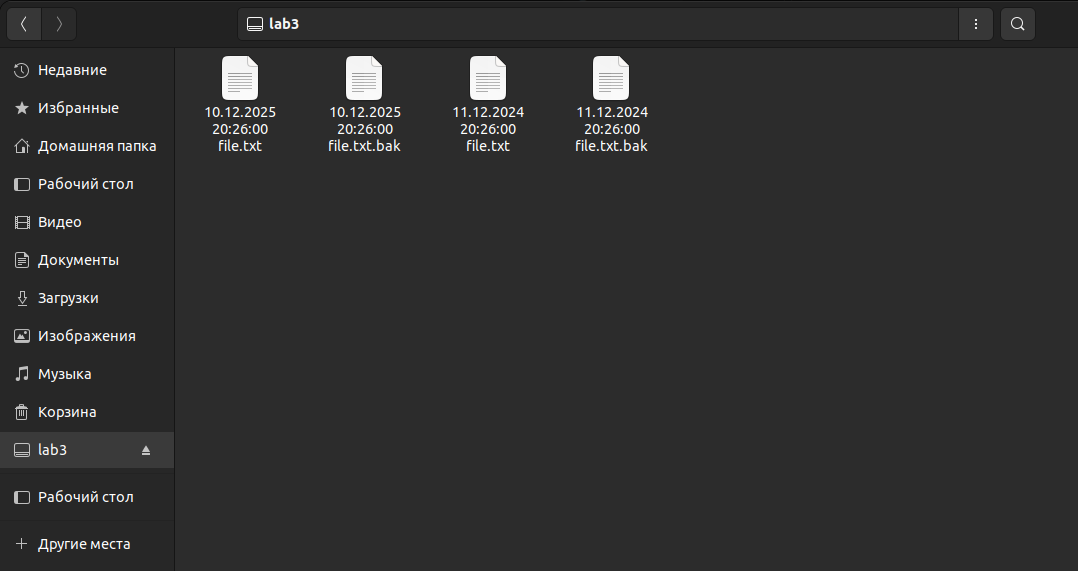 lab3
Недавние
Избранные
Домашняя папка
Рабочий стол
Видео
Документы
Загрузки
Изображения
Музыка
Корзина
lab3
Рабочий стол
Другие места
10.12.2025
20:26:00
file.txt
10.12.2025
20:26:00
file.txt.bak
11.12.2024
20:26:00
file.txt
11.12.2024
20:26:00
file.txt.bak